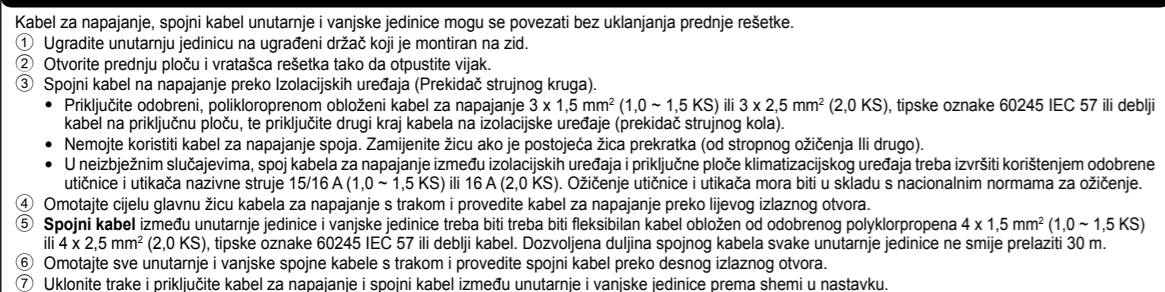 Kabel za napajanje, spojni kabel unutarnje i vanjske jedinice mogu se povezati bez uklanjanja prednje rešetke.
① Ugradite unutarnju jedinicu na ugrađeni držač koji je montiran na zid.
② Otvorite prednju ploču i vratašca rešetka tako da otpustite vijak.
③ Spojni kabel na napajanje preko Izolacijskih uređaja (Prekidač strujnog kruga).
• Priključite odobreni, polikloroprenom obloženi kabel za napajanje 3 x 1,5 mm² (1,0 ~ 1,5 KS) ili 3 x 2,5 mm² (2,0 KS), tipske oznake 60245 IEC 57 ili deblji
kabel na priključnu ploču, te priključite drugi kraj kabela na izolacijske uređaje (prekidač strujnog kola).
• Nemojte koristiti kabel za napajanje spoja. Zamijenite žicu ako je postojeća žica prekratka (od stropnog ožičenja Ili drugo).
• U neizbježnim slučajevima, spoj kabela za napajanje između izolacijskih uređaja i priključne ploče klimatizacijskog uređaja treba izvršiti korištenjem odobrene
utičnice i utikača nazivne struje 15/16 A (1,0 ~ 1,5 KS) ili 16 A (2,0 KS). Ožičenje utičnice i utikača mora biti u skladu s nacionalnim normama za ožičenje.
④ Omotajte cijelu glavnu žicu kabela za napajanje s trakom i provedite kabel za napajanje preko lijevog izlaznog otvora.
⑤ Spojni kabel između unutarnje jedinice i vanjske jedinice treba biti treba biti fleksibilan kabel obložen od odobrenog polyklorpropena 4 x 1,5 mm² (1,0 ~ 1,5 KS)
ili 4 x 2,5 mm² (2,0 KS), tipske oznake 60245 IEC 57 ili deblji kabel. Dozvoljena duljina spojnog kabela svake unutarnje jedinice ne smije prelaziti 30 m.
⑥ Omotajte sve unutarnje i vanjske spojne kabele s trakom i provedite spojni kabel preko desnog izlaznog otvora.
⑦ Uklonite trake i priključite kabel za napajanje i spojni kabel između unutarnje i vanjske jedinice prema shemi u nastavku.